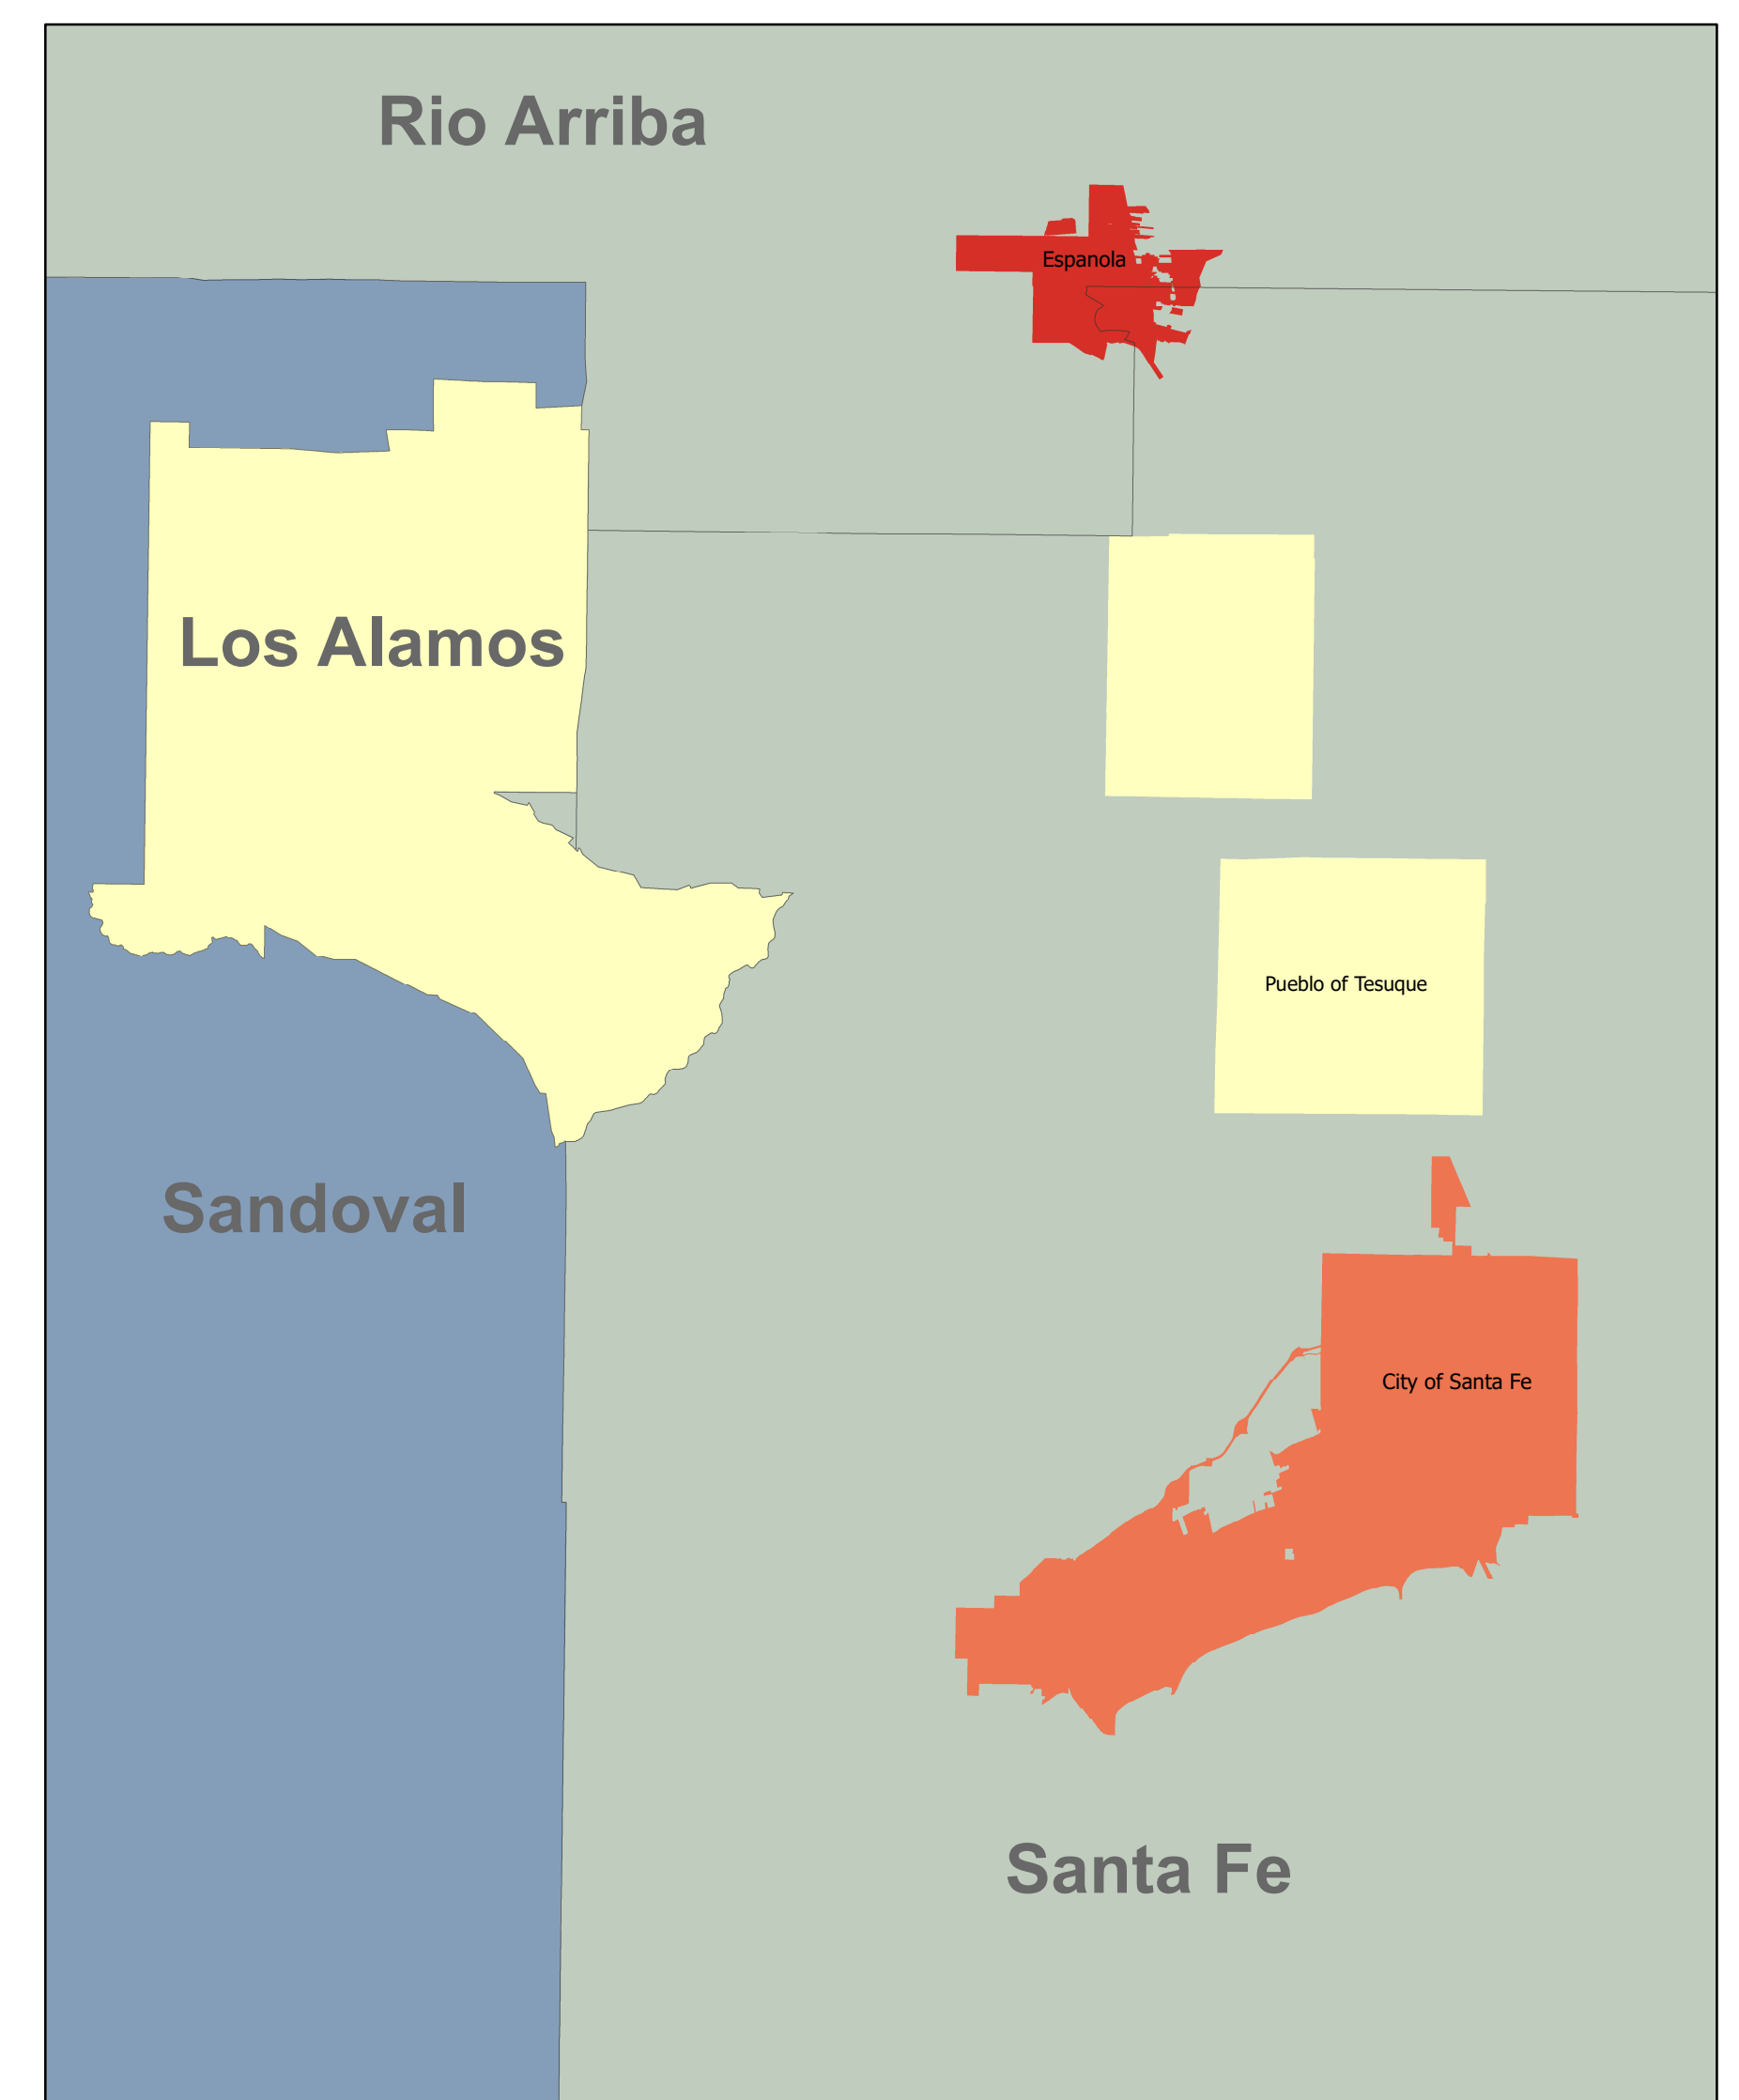 Rio Arriba
Espanola
Los Alamos
Pueblo of Tesuque
Sandoval
City of Santa Fe
Santa Fe